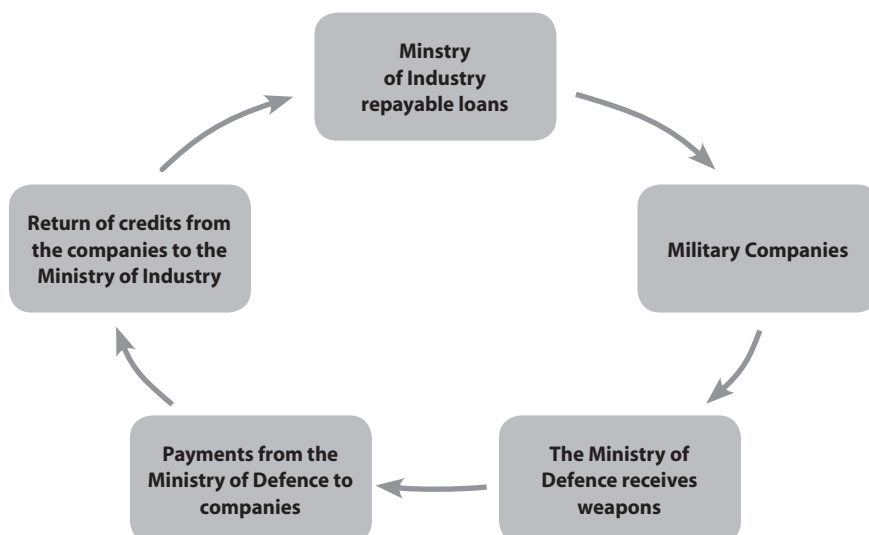 Minstry
of Industry
repayable loans
Military Companies
The Ministry of
Defence receives
weapons
Payments from the
Ministry of Defence to
companies
Return of credits from
the companies to the
Ministry of Industry